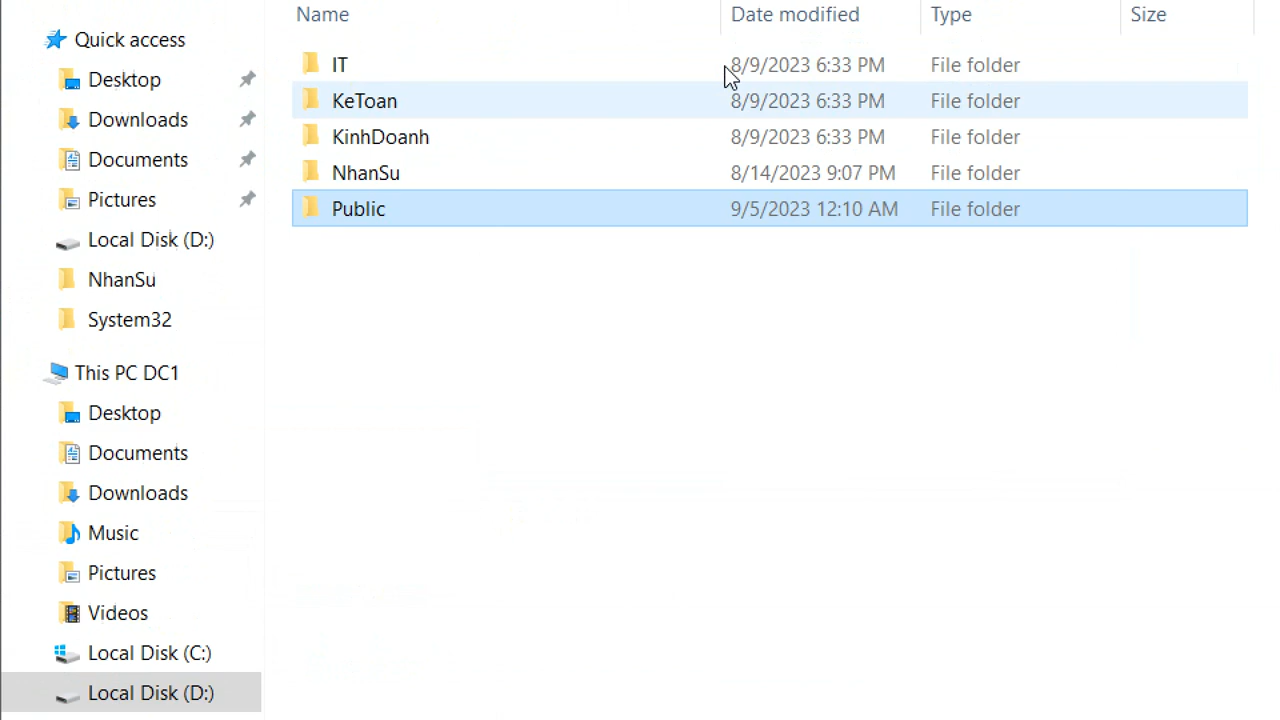 Name Date modified Type Size
Quick access
Desktop
Downloads
Documents
Pictures
Local Disk (D:)
NhanSu
System32
This PC DC1
Desktop
Documents
Downloads
Music
Pictures
Videos
Local Disk (C:)
Local Disk (D:)
IT 8/9/2023 6:33 PM File folder
KeToan 8/9/2023 6:33 PM File folder
KinhDoanh 8/9/2023 6:33 PM File folder
NhanSu 8/14/2023 9:07 PM File folder
Public 9/5/2023 12:10 AM File folder